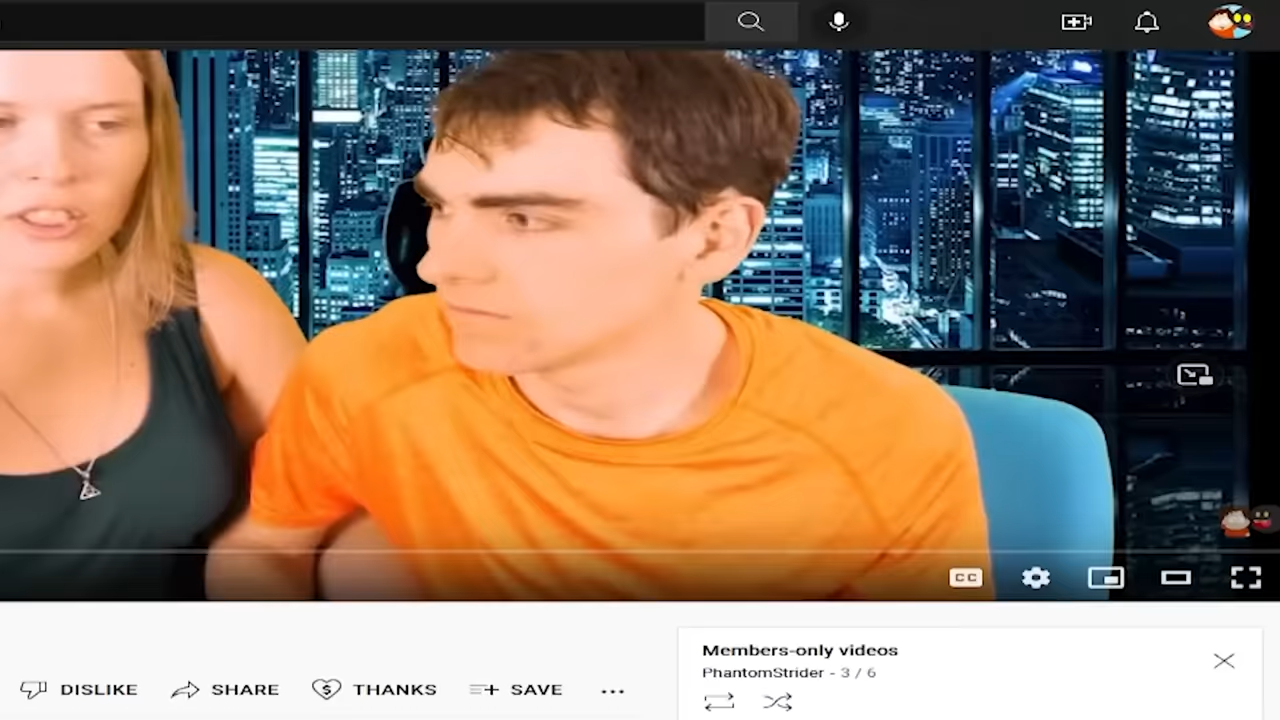 CC
Members-only videos
PhantomStrider - 3 / 6
DISLIKE SHARE THANKS SAVE